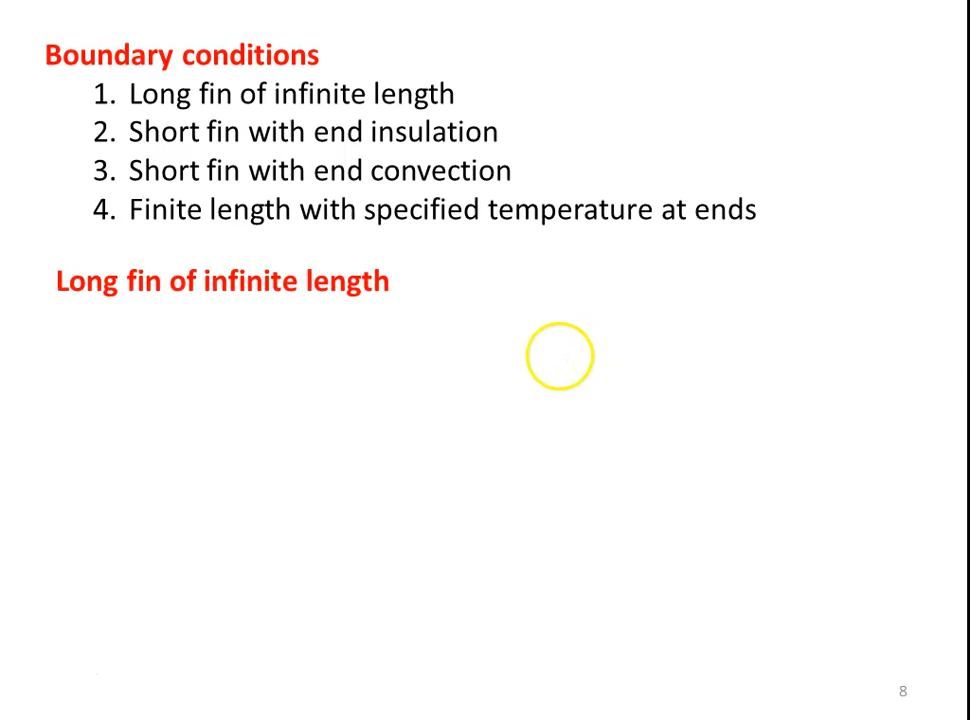 Boundary conditions
1. Long fin of infinite length
2. Short fin with end insulation
3. Short fin with end convection
4. Finite length with specified temperature at ends
Long fin of infinite length
8